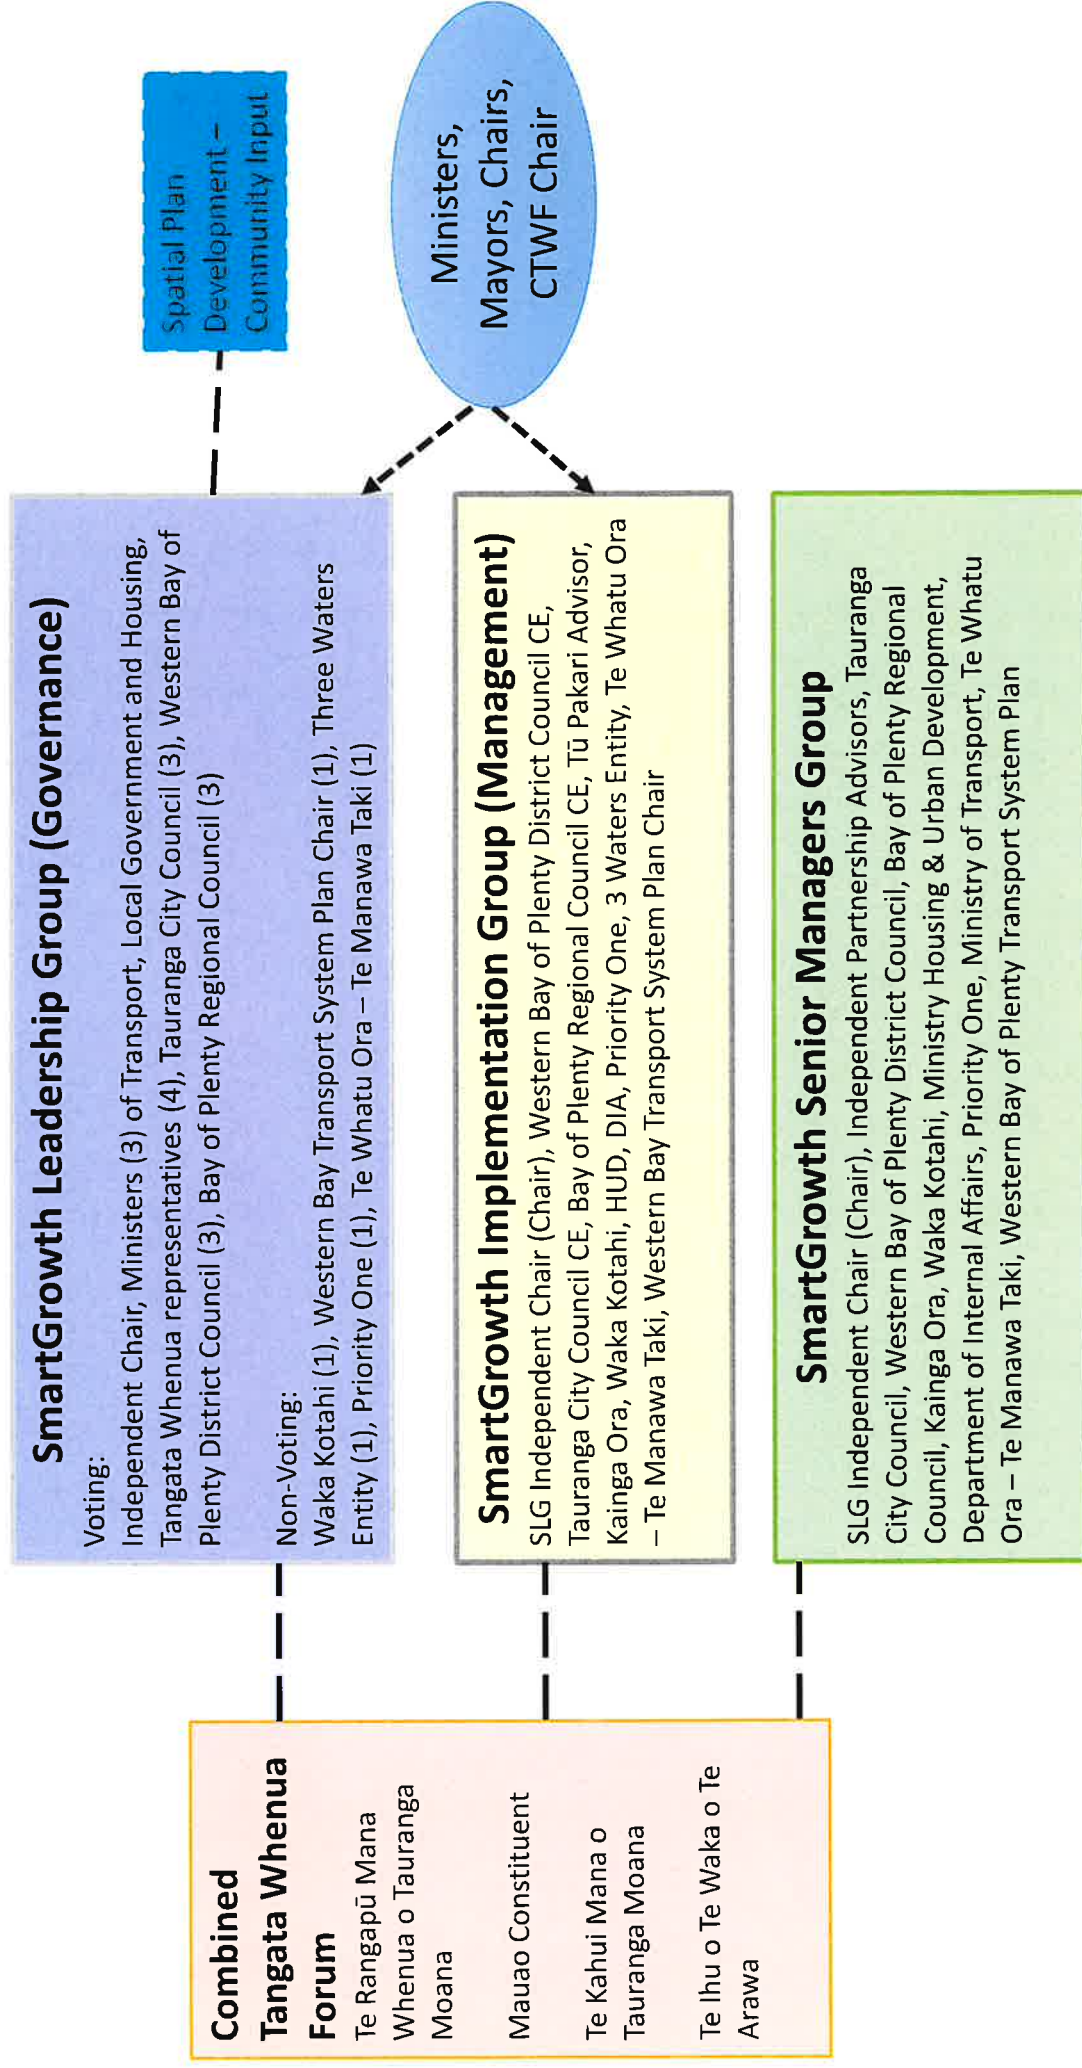 Combined
Tangata Whenua
Forum
Te Rangapū Mana
Whenua o Tauranga
Moana
Mauao Constituent
Te Kahui Mana o
Tauranga Moana
Te Ihu o Te Waka o Te
Arawa
SmartGrowth Leadership Group (Governance)
Voting:
Independent Chair, Ministers (3) of Transport, Local Government and Housing,
Tangata Whenua representatives (4), Tauranga City Council (3), Western Bay of
Plenty District Council (3), Bay of Plenty Regional Council (3)
Non-Voting:
Waka Kotahi (1), Western Bay Transport System Plan Chair (1), Three Waters
Entity (1), Priority One (1), Te Whatu Ora – Te Manawa Taki (1)
SmartGrowth Implementation Group (Management)
SLG Independent Chair (Chair), Western Bay of Plenty District Council CE,
Tauranga City Council CE, Bay of Plenty Regional Council CE, Tū Pakari Advisor,
Kainga Ora, Waka Kotahi, HUD, DIA, Priority One, 3 Waters Entity, Te Whatu Ora
– Te Manawa Taki, Western Bay Transport System Plan Chair
SmartGrowth Senior Managers Group
SLG Independent Chair (Chair), Independent Partnership Advisors, Tauranga
City Council, Western Bay of Plenty District Council, Bay of Plenty Regional
Council, Kainga Ora, Waka Kotahi, Ministry Housing & Urban Development,
Department of Internal Affairs, Priority One, Ministry of Transport, Te Whatu
Ora – Te Manawa Taki, Western Bay of Plenty Transport System Plan
Spatial Plan
Development –
Community Input
Ministers,
Mayors, Chairs,
CTWF Chair